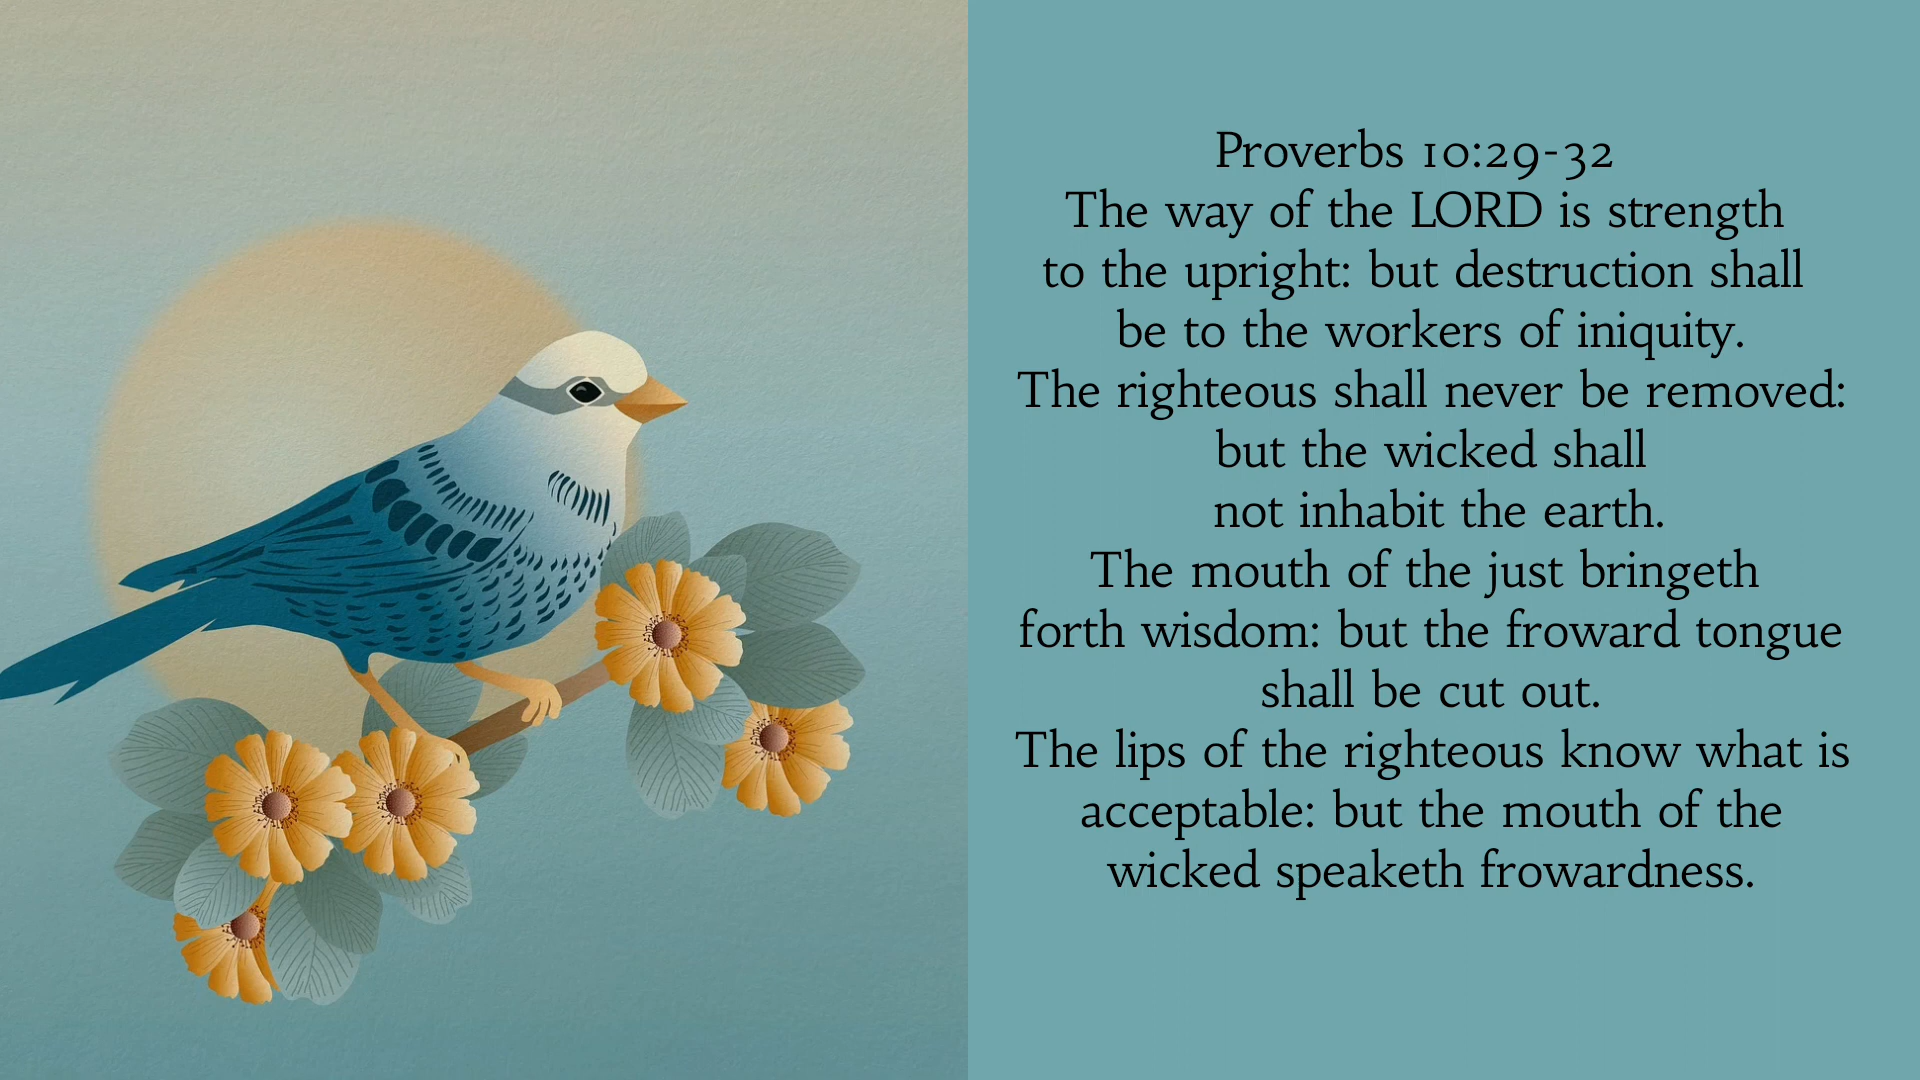 Proverbs 10:29-32
The way of the LORD is strength
to the upright: but destruction shall
be to the workers of iniquity.
The righteous shall never be removed:
but the wicked shall
not inhabit the earth.
The mouth of the just bringeth
forth wisdom: but the froward tongue
shall be cut out.
The lips of the righteous know what is
acceptable: but the mouth of the
wicked speaketh frowardness.